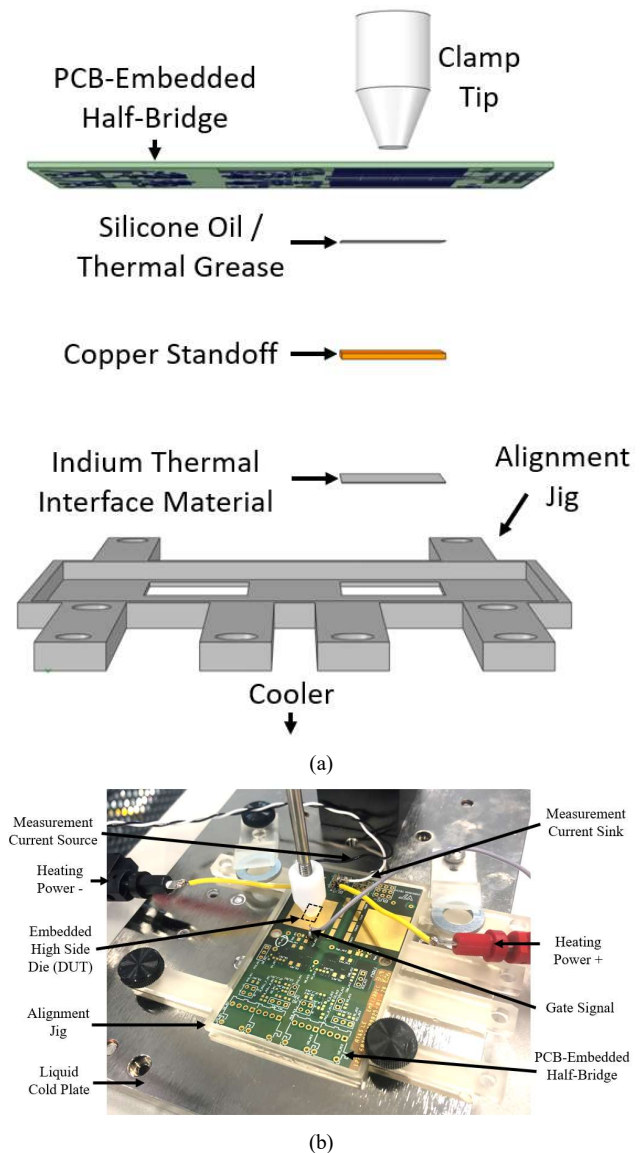 Clamp
Tip
PCB-Embedded
Half-Bridge
Silicone Oil /
Thermal Grease
Copper Standoff
Indium Thermal
Interface Material
Alignment
Jig
Cooler
(a)
Measurement
Current Source
Measurement
Current Sink
Heating
Power -
Embedded
High Side
Die (DUT)
Heating
Power +
Gate Signal
Alignment
Jig
PCB-Embedded
Half-Bridge
Liquid
Cold Plate
(b)